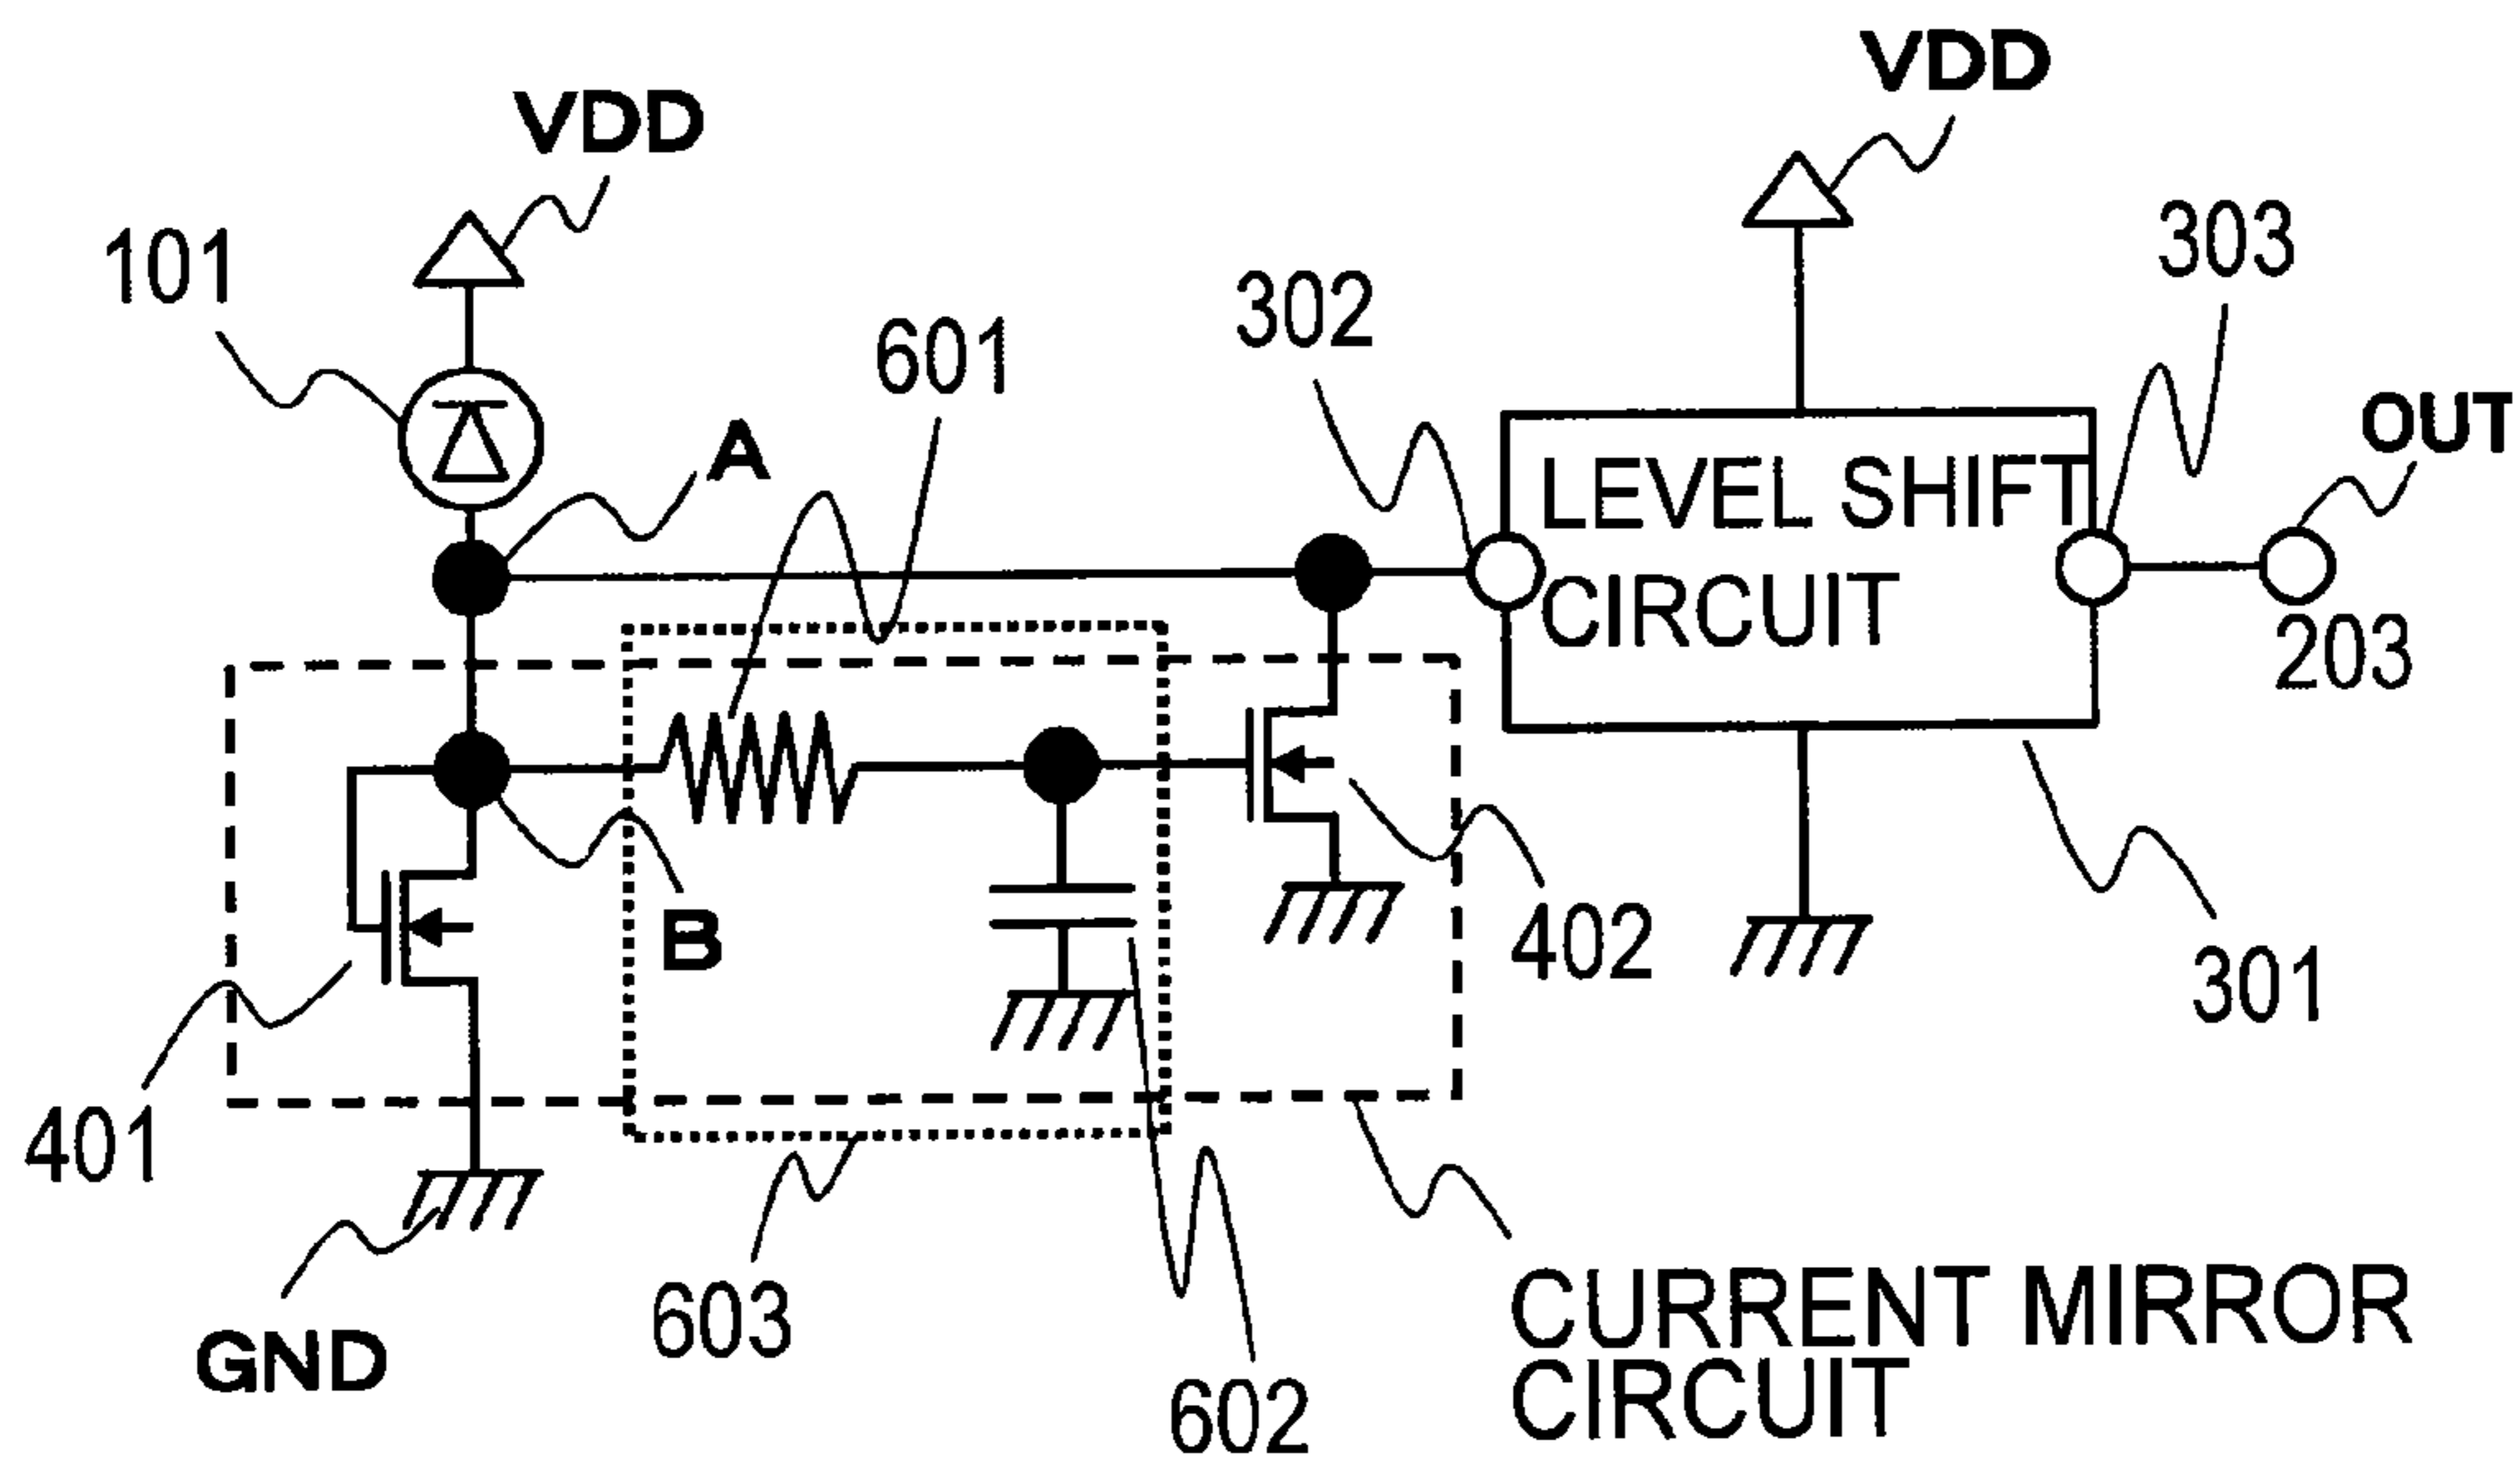 VDD
VDD
101
303
302
601
OUT
A
LEVEL SHIFT
CIRCUIT
203
B
402
301
401
603
GND
602
CURRENT MIRROR
CIRCUIT